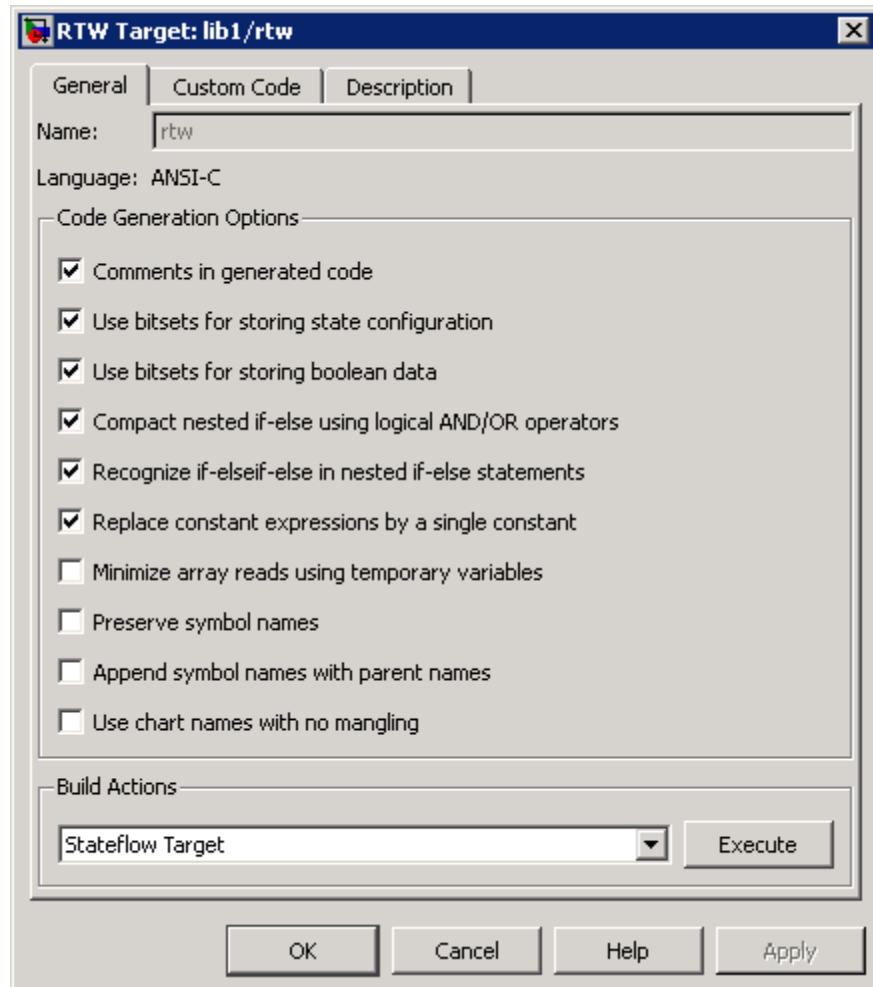 RTW Target: lib1/rtw
General Custom Code Description
Name: rtw
Language: ANSI-C
Code Generation Options
Comments in generated code
Use bitsets for storing state configuration
Use bitsets for storing boolean data
Compact nested if-else using logical AND/OR operators
Recognize if-elseif-else in nested if-else statements
Replace constant expressions by a single constant
Minimize array reads using temporary variables
Preserve symbol names
Append symbol names with parent names
Use chart names with no mangling
Build Actions
Stateflow Target Execute
OK Cancel Help Apply